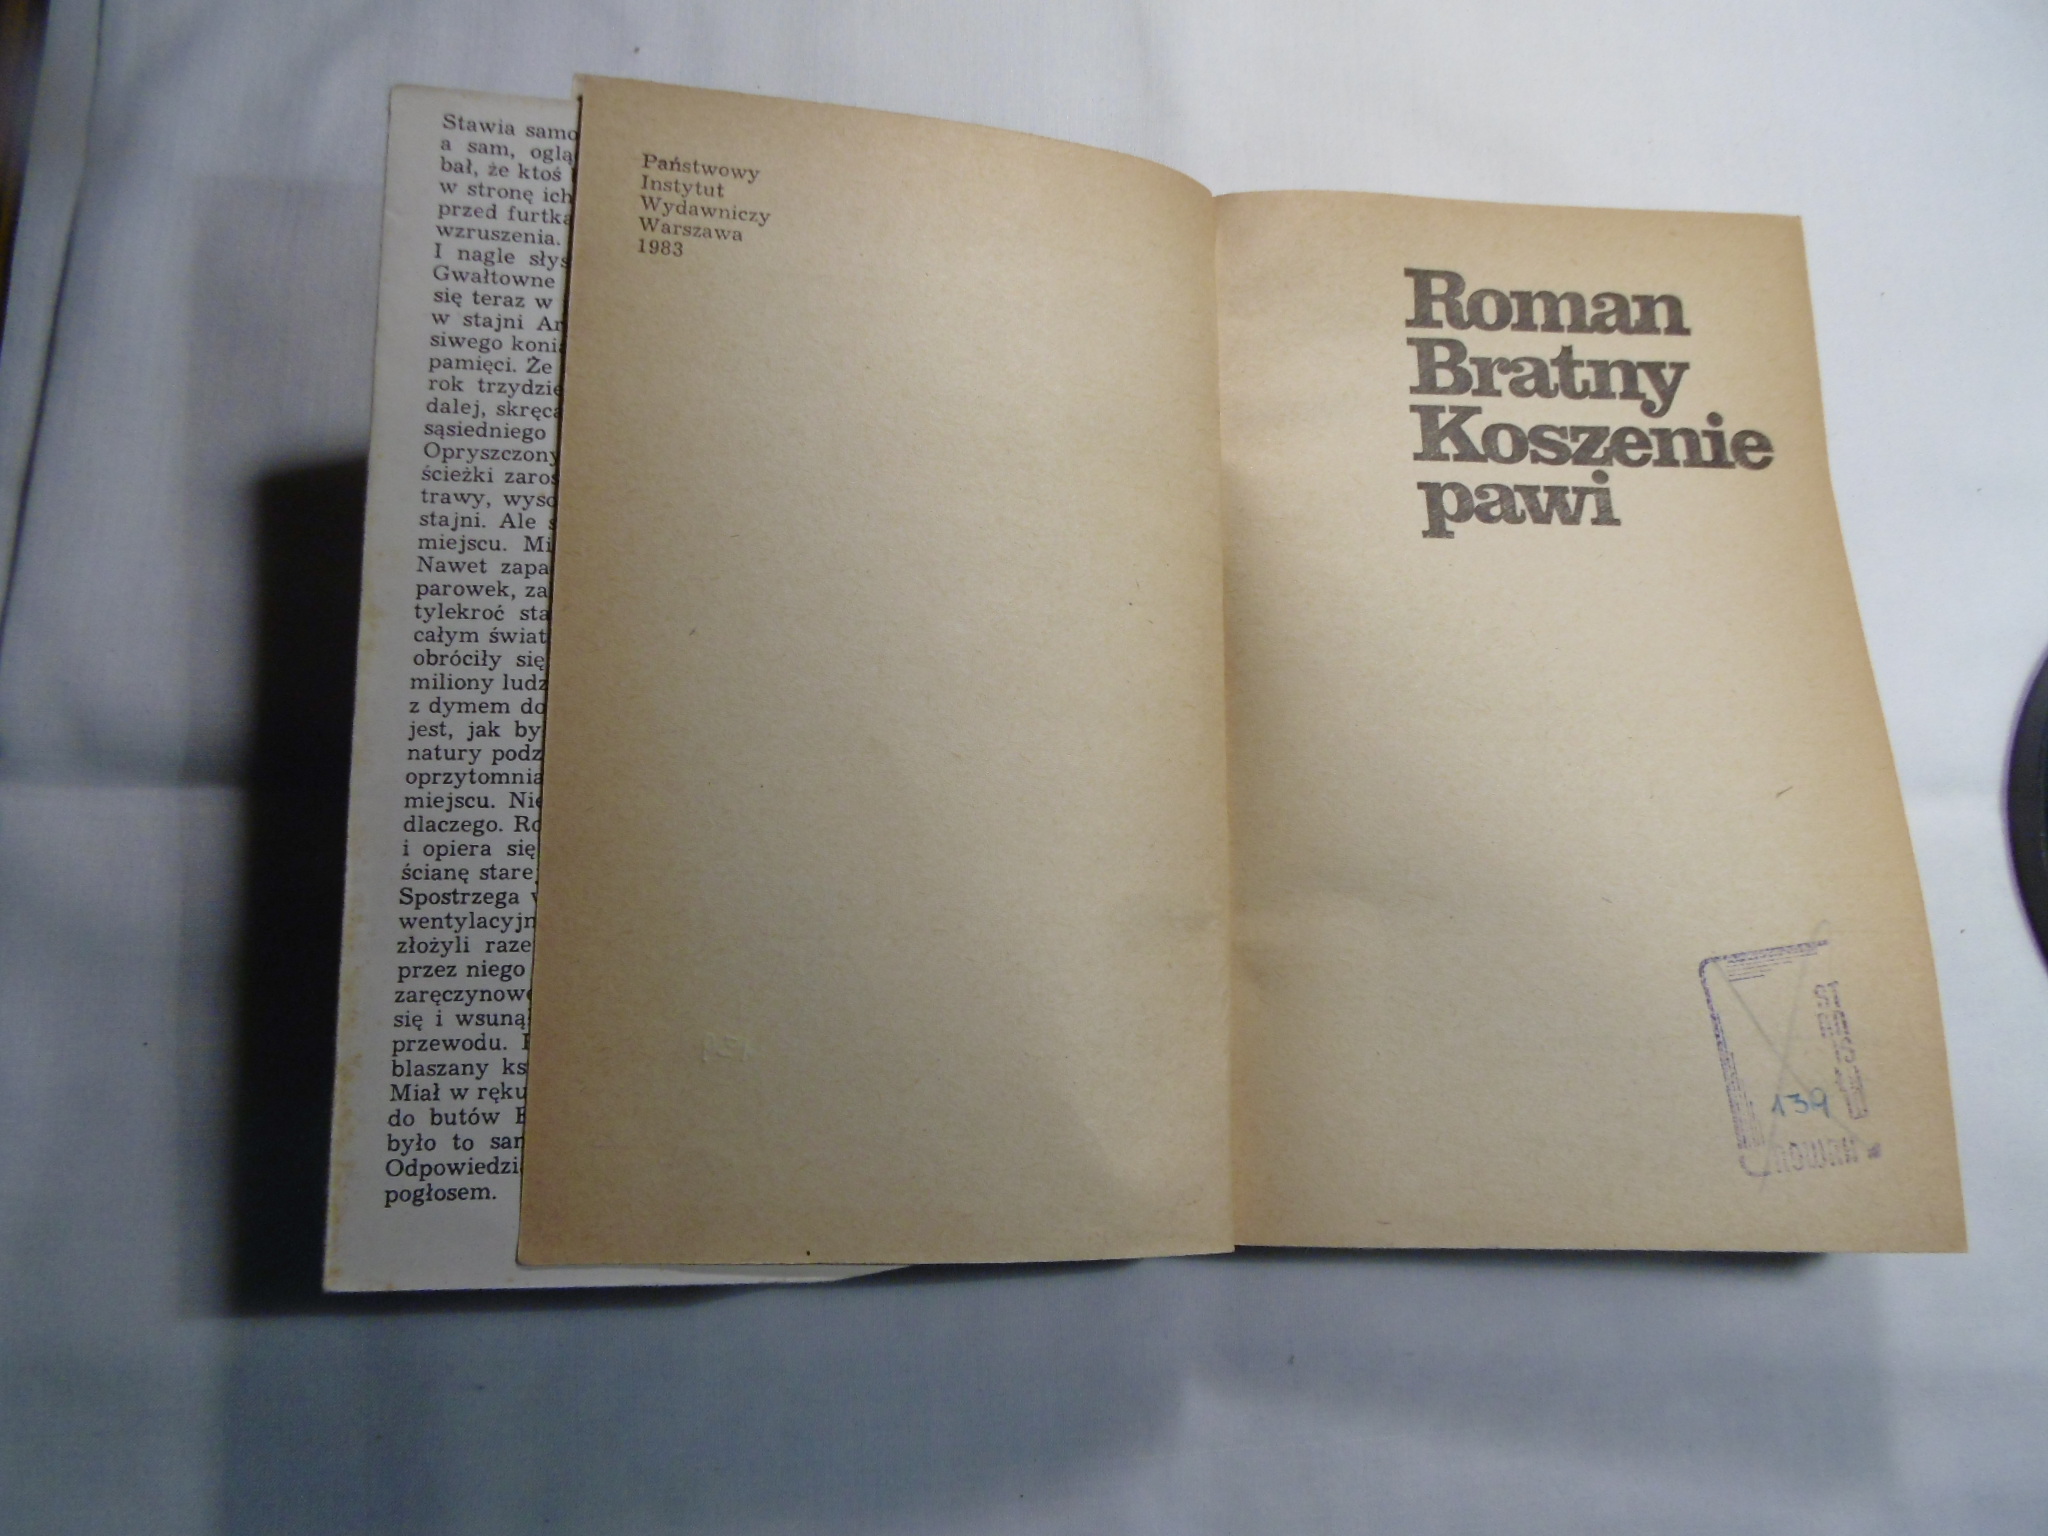 Stawia samo
a sam, oglą
bał, że ktoś
w stronę ich
przed furtką
wzruszenia.
I nagle słys
Gwałtowne
się teraz w
w stajni Ar
siwego konia
pamięci. Że
rok trzydzie
dalej, skręca
sąsiedniego
Opryszczony
ścieżki zaros
trawy, wyso
stajni. Ale s
miejscu. Mi
Nawet zapa
parowek, za
tylekroć sta
całym świat
obróciły się
miliony ludz
z dymem do
jest, jak by
natury podz
oprzytomnia
miejscu. Nie
dlaczego. Ro
i opiera się
ścianę starej
Spostrzega w
wentylacyjn
złożyli raze
przez niego
zaręczynowe
się i wsunął
przewodu. 
blaszany ks
Miał w ręku
do butów B
było to sam
Odpowiedzia
pogłosem.
Państwowy
Instytut
Wydawniczy
Warszawa
1983
Roman
Bratny
Koszenie
pawi
139